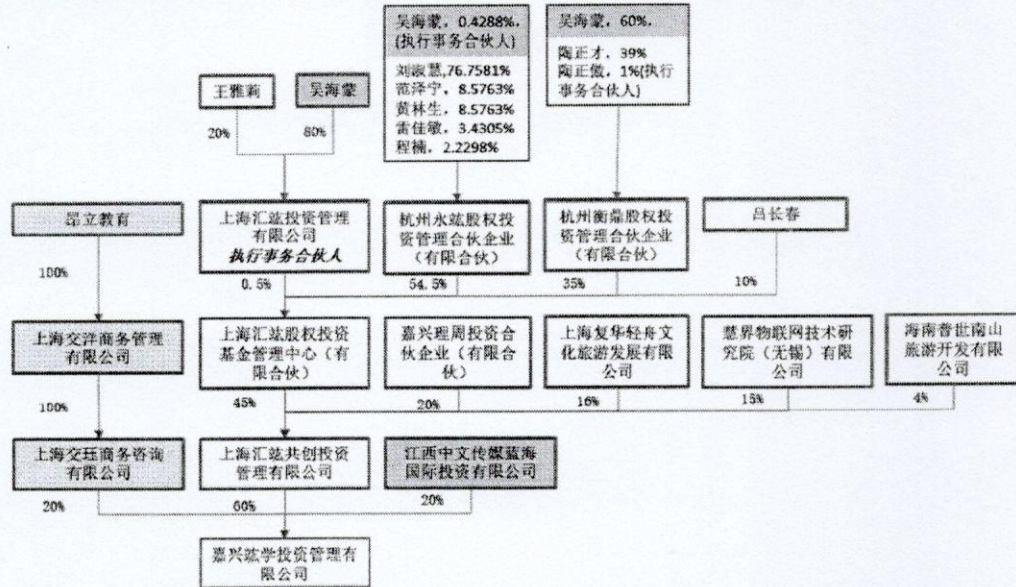 吴海蒙，0.4288%，
(执行事务合伙人)
刘淑慧,76.7581%
范泽宁，8.5763%
黄林生，8.5763%
雷佳敏，3.4305%
程楠，2.2298%
吴海蒙，60%，
陶正才，39%
陶正傲，1%(执行
事务合伙人)
王雅莉
吴海蒙
20%
80%
昂立教育
上海汇竑投资管理
有限公司
执行事务合伙人
杭州永竑股权投
资管理合伙企业
（有限合伙）
杭州衡鼎股权投
资管理合伙企业
（有限合伙）
吕长春
100%
0.5%
54.5%
35%
10%
上海交洋商务管理
有限公司
上海汇竑股权投资
基金管理中心（有
限合伙）
嘉兴理周投资合
伙企业（有限合
伙）
上海复华轻舟文
化旅游发展有限
公司
慧界物联网技术研
究院（无锡）有限
公司
海南普世南山
旅游开发有限
公司
100%
45%
20%
16%
15%
4%
上海交珏商务咨询
有限公司
上海汇竑共创投资
管理有限公司
江西中文传媒蓝海
国际投资有限公司
20%
60%
20%
嘉兴竑学投资管理有
限公司